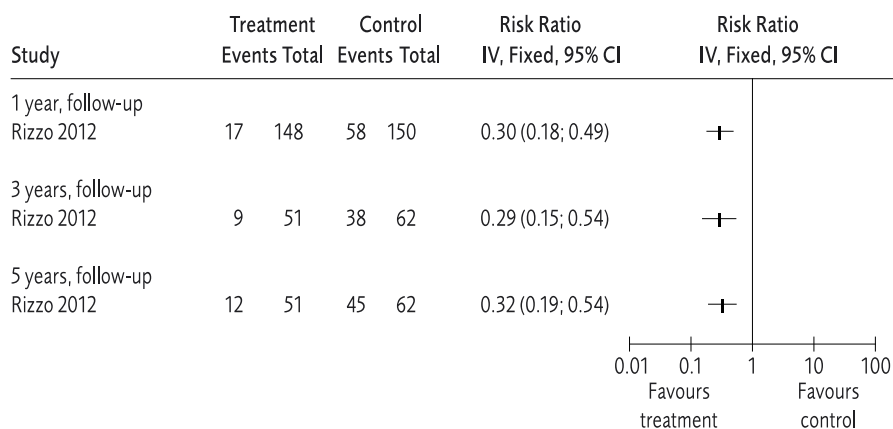 Treatment Control Risk Ratio Risk Ratio
Study Events Total Events Total IV, Fixed, 95% CI IV, Fixed, 95% CI
1 year, follow-up
Rizzo 2012 17 148 58 150 0.30 (0.18; 0.49)
3 years, follow-up
Rizzo 2012 9 51 38 62 0.29 (0.15; 0.54)
5 years, follow-up
Rizzo 2012 12 51 45 62 0.32 (0.19; 0.54)
0.01 0.1 1 10 100
Favours Favours
treatment control